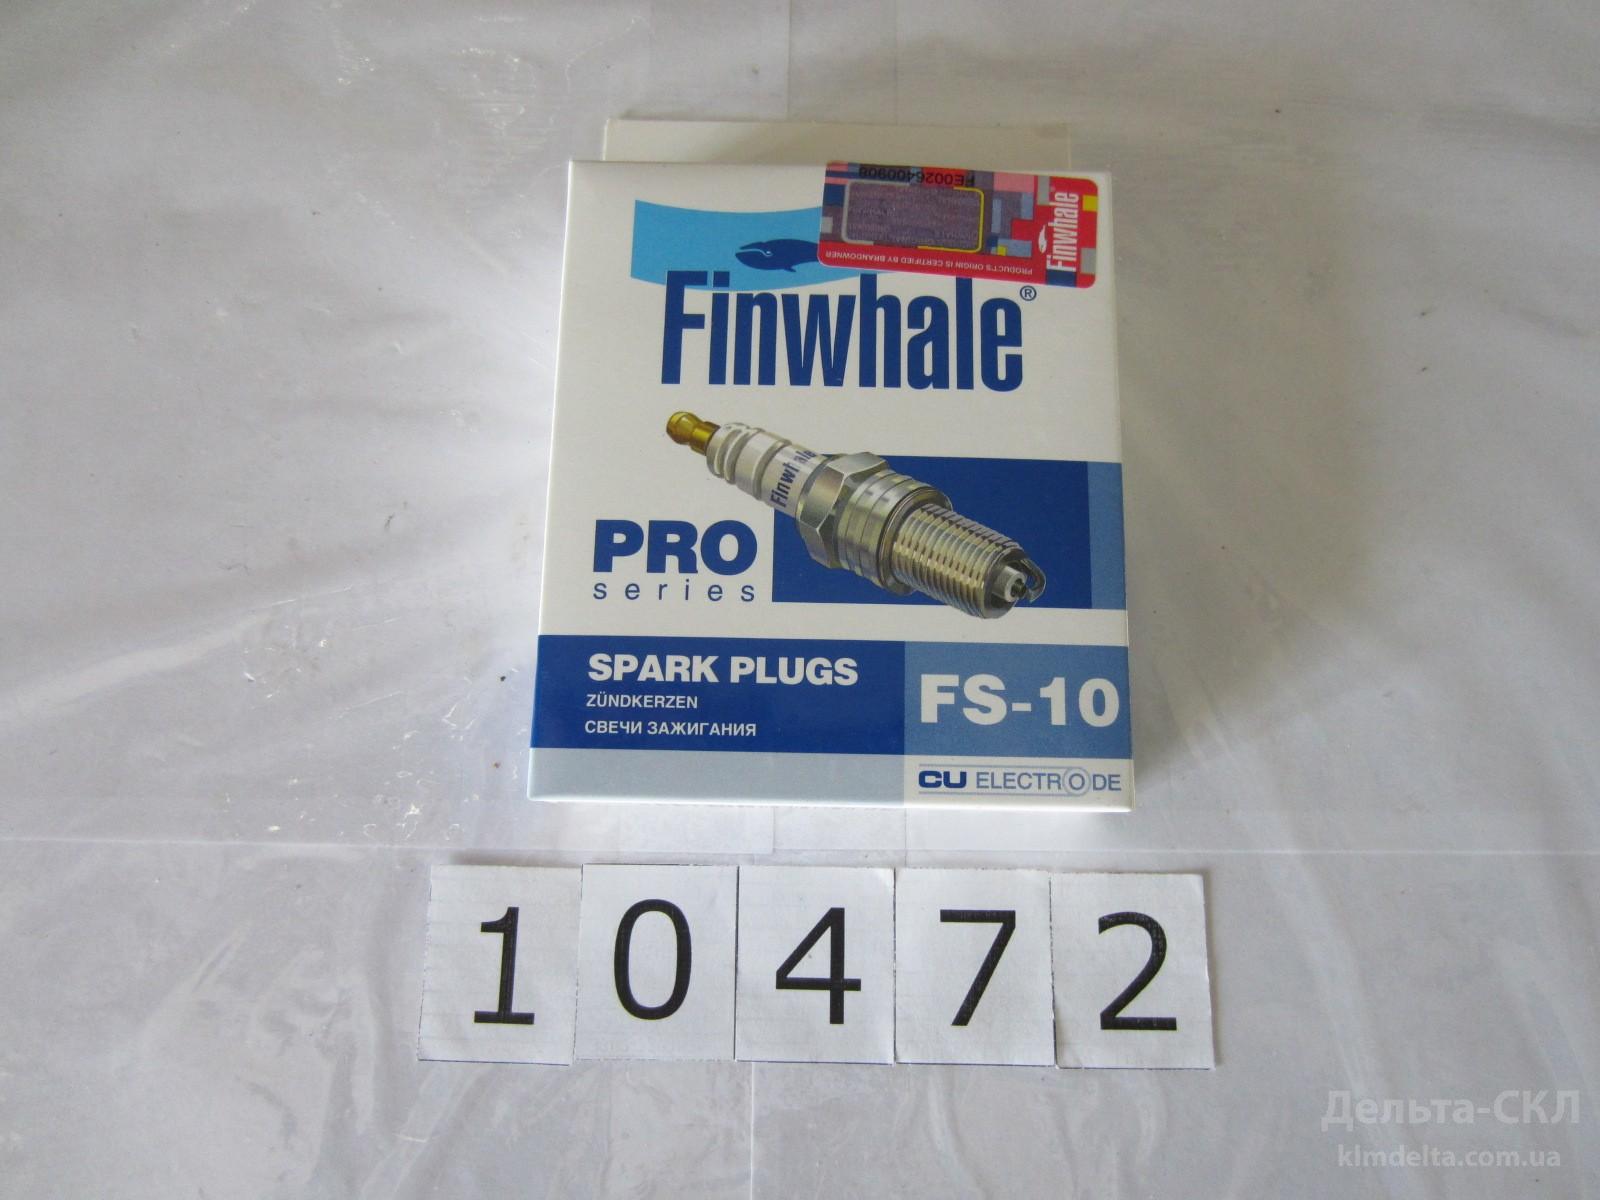 FE0026400908
PRODUCT'S ORIGIN IS CERTIFIED BY BRANDOWNER
Finwhale
Finwhale®
Finwhale
PRO
series
SPARK PLUGS
ZÜNDKERZEN
СВЕЧИ ЗАЖИГАНИЯ
FS-10
CU ELECTRODE
10472
Дельта-СКЛ
klmdelta.com.ua